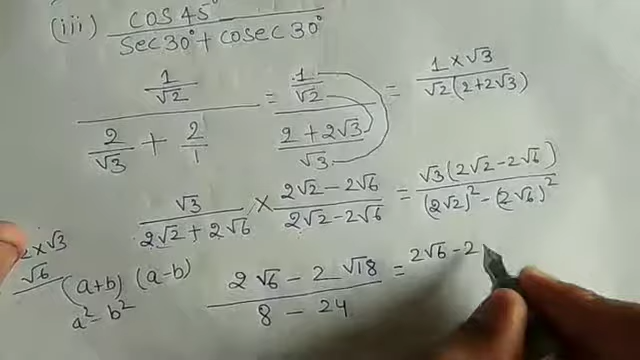 (iii) cos 45° / sec 30° + cosec 30°
1/√2 / 2/√3 + 2/1 = 1/√2 / 2 + 2√3/√3 = 1 × √3 / √2(2+2√3)
√3 / 2√2 + 2√6 × 2√2 - 2√6 / 2√2 - 2√6 = √3(2√2 - 2√6) / (2√2)² - (2√6)²
× √3
√6
(a+b) (a-b)
a² - b²
2√6 - 2√18 / 8 - 24 = 2√6 - 2